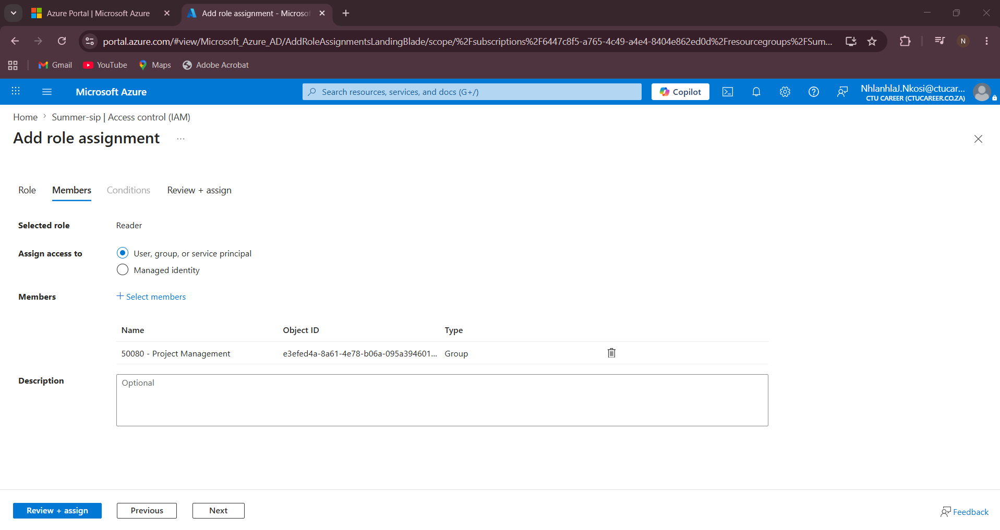 Azure Portal | Microsoft Azure
Add role assignment - Microsof
portal.azure.com/#view/Microsoft_Azure_AD/AddRoleAssignmentsLandingBlade/scope/%2Fsubscriptions%2F6447c8f5-a765-4c49-a4e4-8404e862ed0d%2Fresourcegroups%2FSum...
N
Gmail
YouTube
Maps
Adobe Acrobat
Microsoft Azure
Search resources, services, and docs (G+/)
Copilot
NhlanhlaJ.Nkosi@ctucar...
CTU CAREER (CTUCAREER.CO.ZA)
Home > Summer-sip | Access control (IAM)
Add role assignment ...
Role Members Conditions Review + assign
Selected role Reader
Assign access to User, group, or service principal
Managed identity
Members + Select members
Name Object ID Type
50080 - Project Management e3efed4a-8a61-4e78-b06a-095a394601... Group
Description Optional
Review + assign Previous Next
Feedback